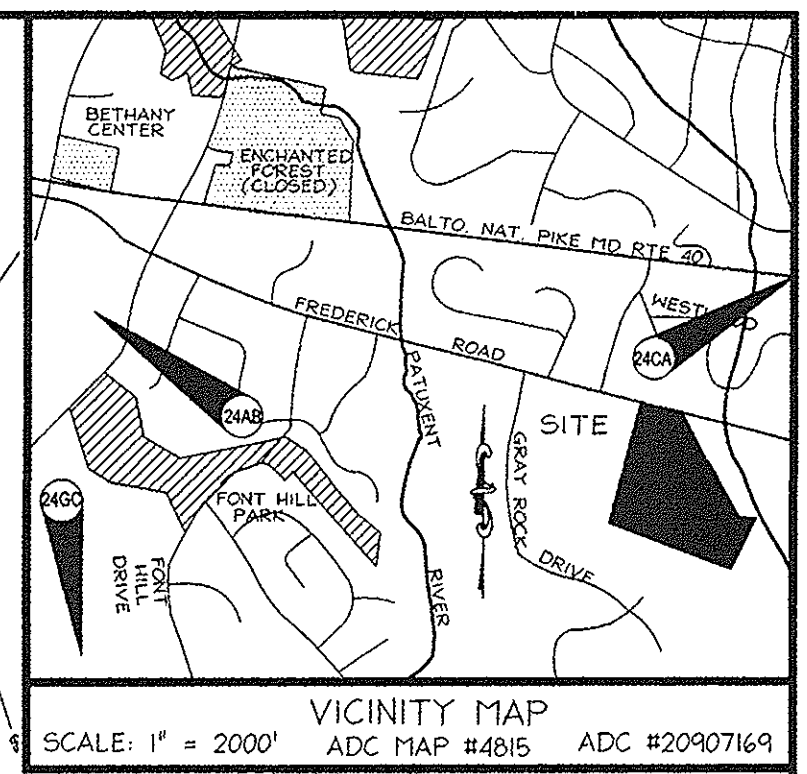 BETHANY
CENTER
ENCHANTED
FOREST
(CLOSED)
BALTO. NAT. PIKE MD RTE 40
FREDERICK ROAD
24CA
24AB
PATUXENT RIVER
SITE
GRAY ROCK DRIVE
24GC
FONT HILL
PARK
FONT
HILL
DRIVE
VICINITY MAP
SCALE: 1" = 2000' ADC MAP #4815 ADC #20907169